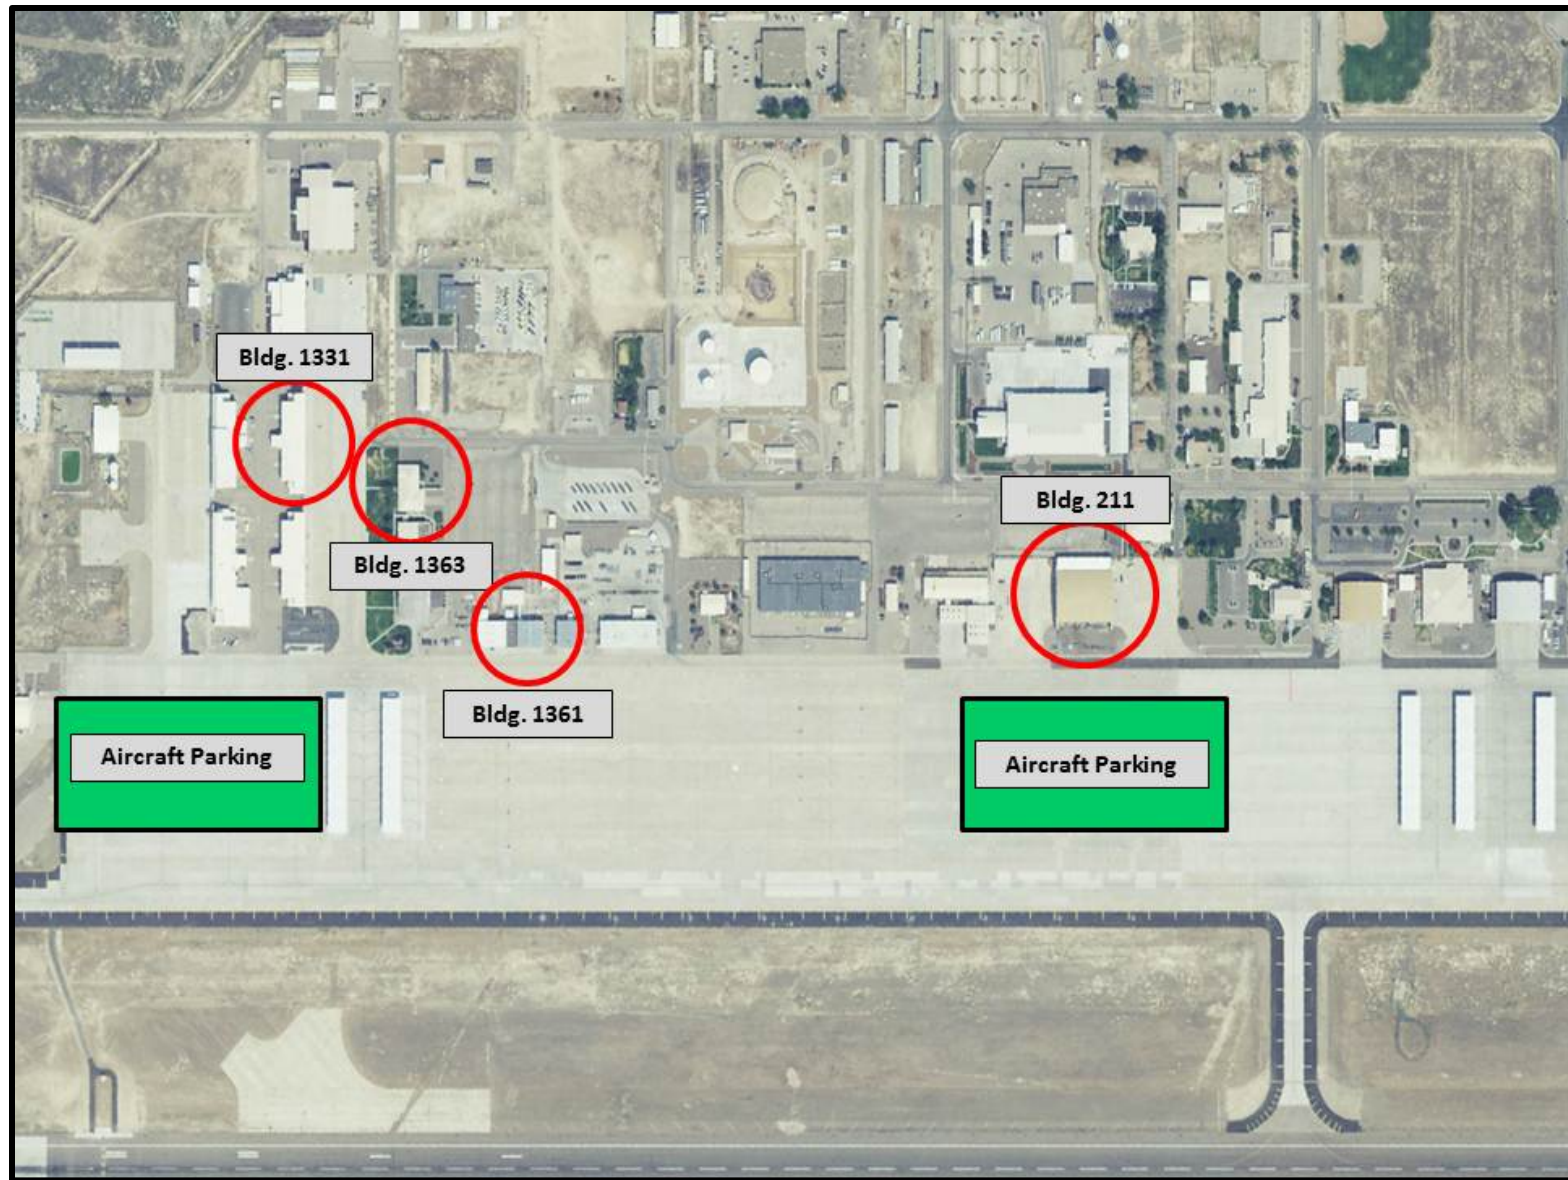 Bldg. 1331
Bldg. 211
Bldg. 1363
Bldg. 1361
Aircraft Parking
Aircraft Parking